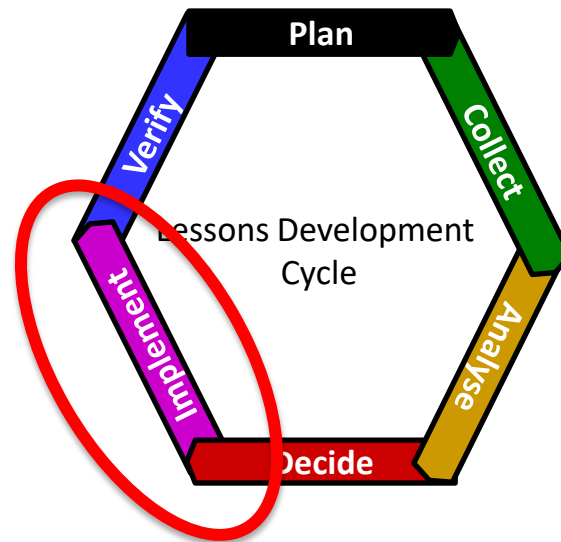 Plan
Collect
Analyse
Decide
Implement
Verify
Lessons Development
Cycle